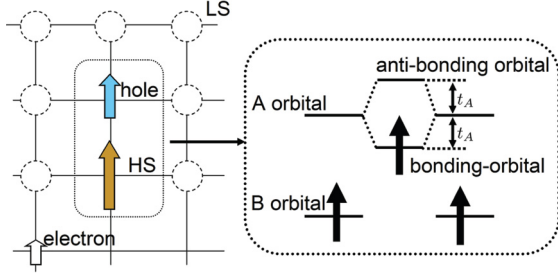 LS
hole
HS
electron
anti-bonding orbital
A orbital
t_A
t_A
bonding-orbital
B orbital